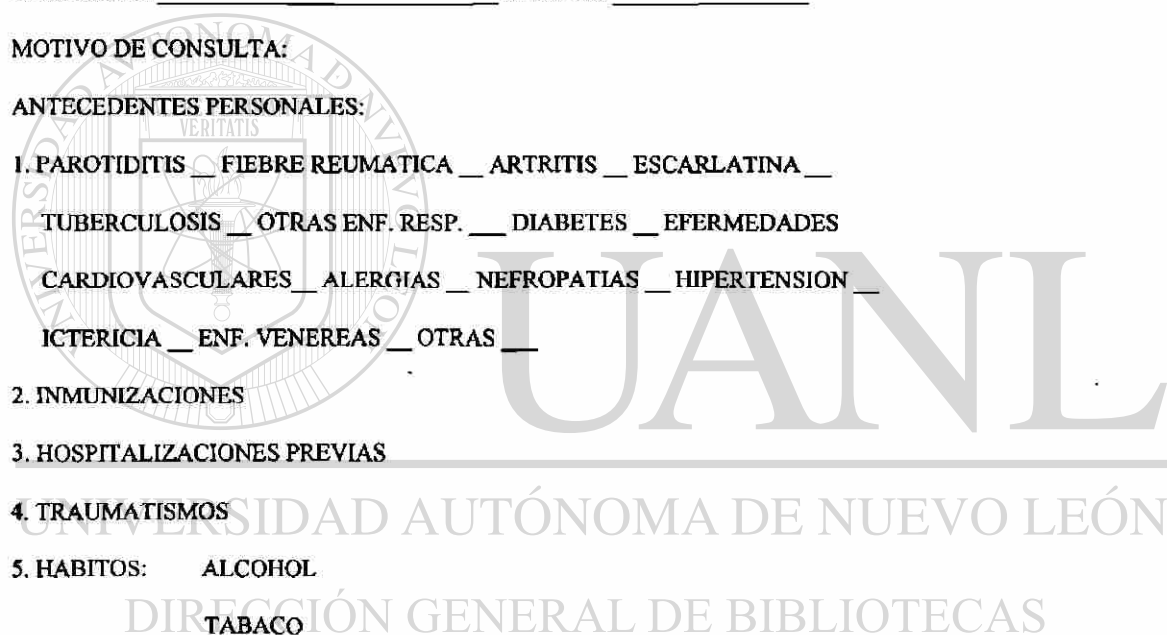 MOTIVO DE CONSULTA:
ANTECEDENTES PERSONALES:
VERITATIS
1. PAROTIDITIS __ FIEBRE REUMATICA __ ARTRITIS __ ESCARLATINA __
TUBERCULOSIS __ OTRAS ENF. RESP. ___ DIABETES __ EFERMEDADES
CARDIOVASCULARES__ ALERGIAS __ NEFROPATIAS __ HIPERTENSION __
ICTERICIA __ ENF. VENEREAS __ OTRAS ___
UANL
2. INMUNIZACIONES
3. HOSPITALIZACIONES PREVIAS
UNIVERSIDAD AUTÓNOMA DE NUEVO LEÓN
4. TRAUMATISMOS
5. HABITOS: ALCOHOL
DIRECCIÓN GENERAL DE BIBLIOTECAS
TABACO